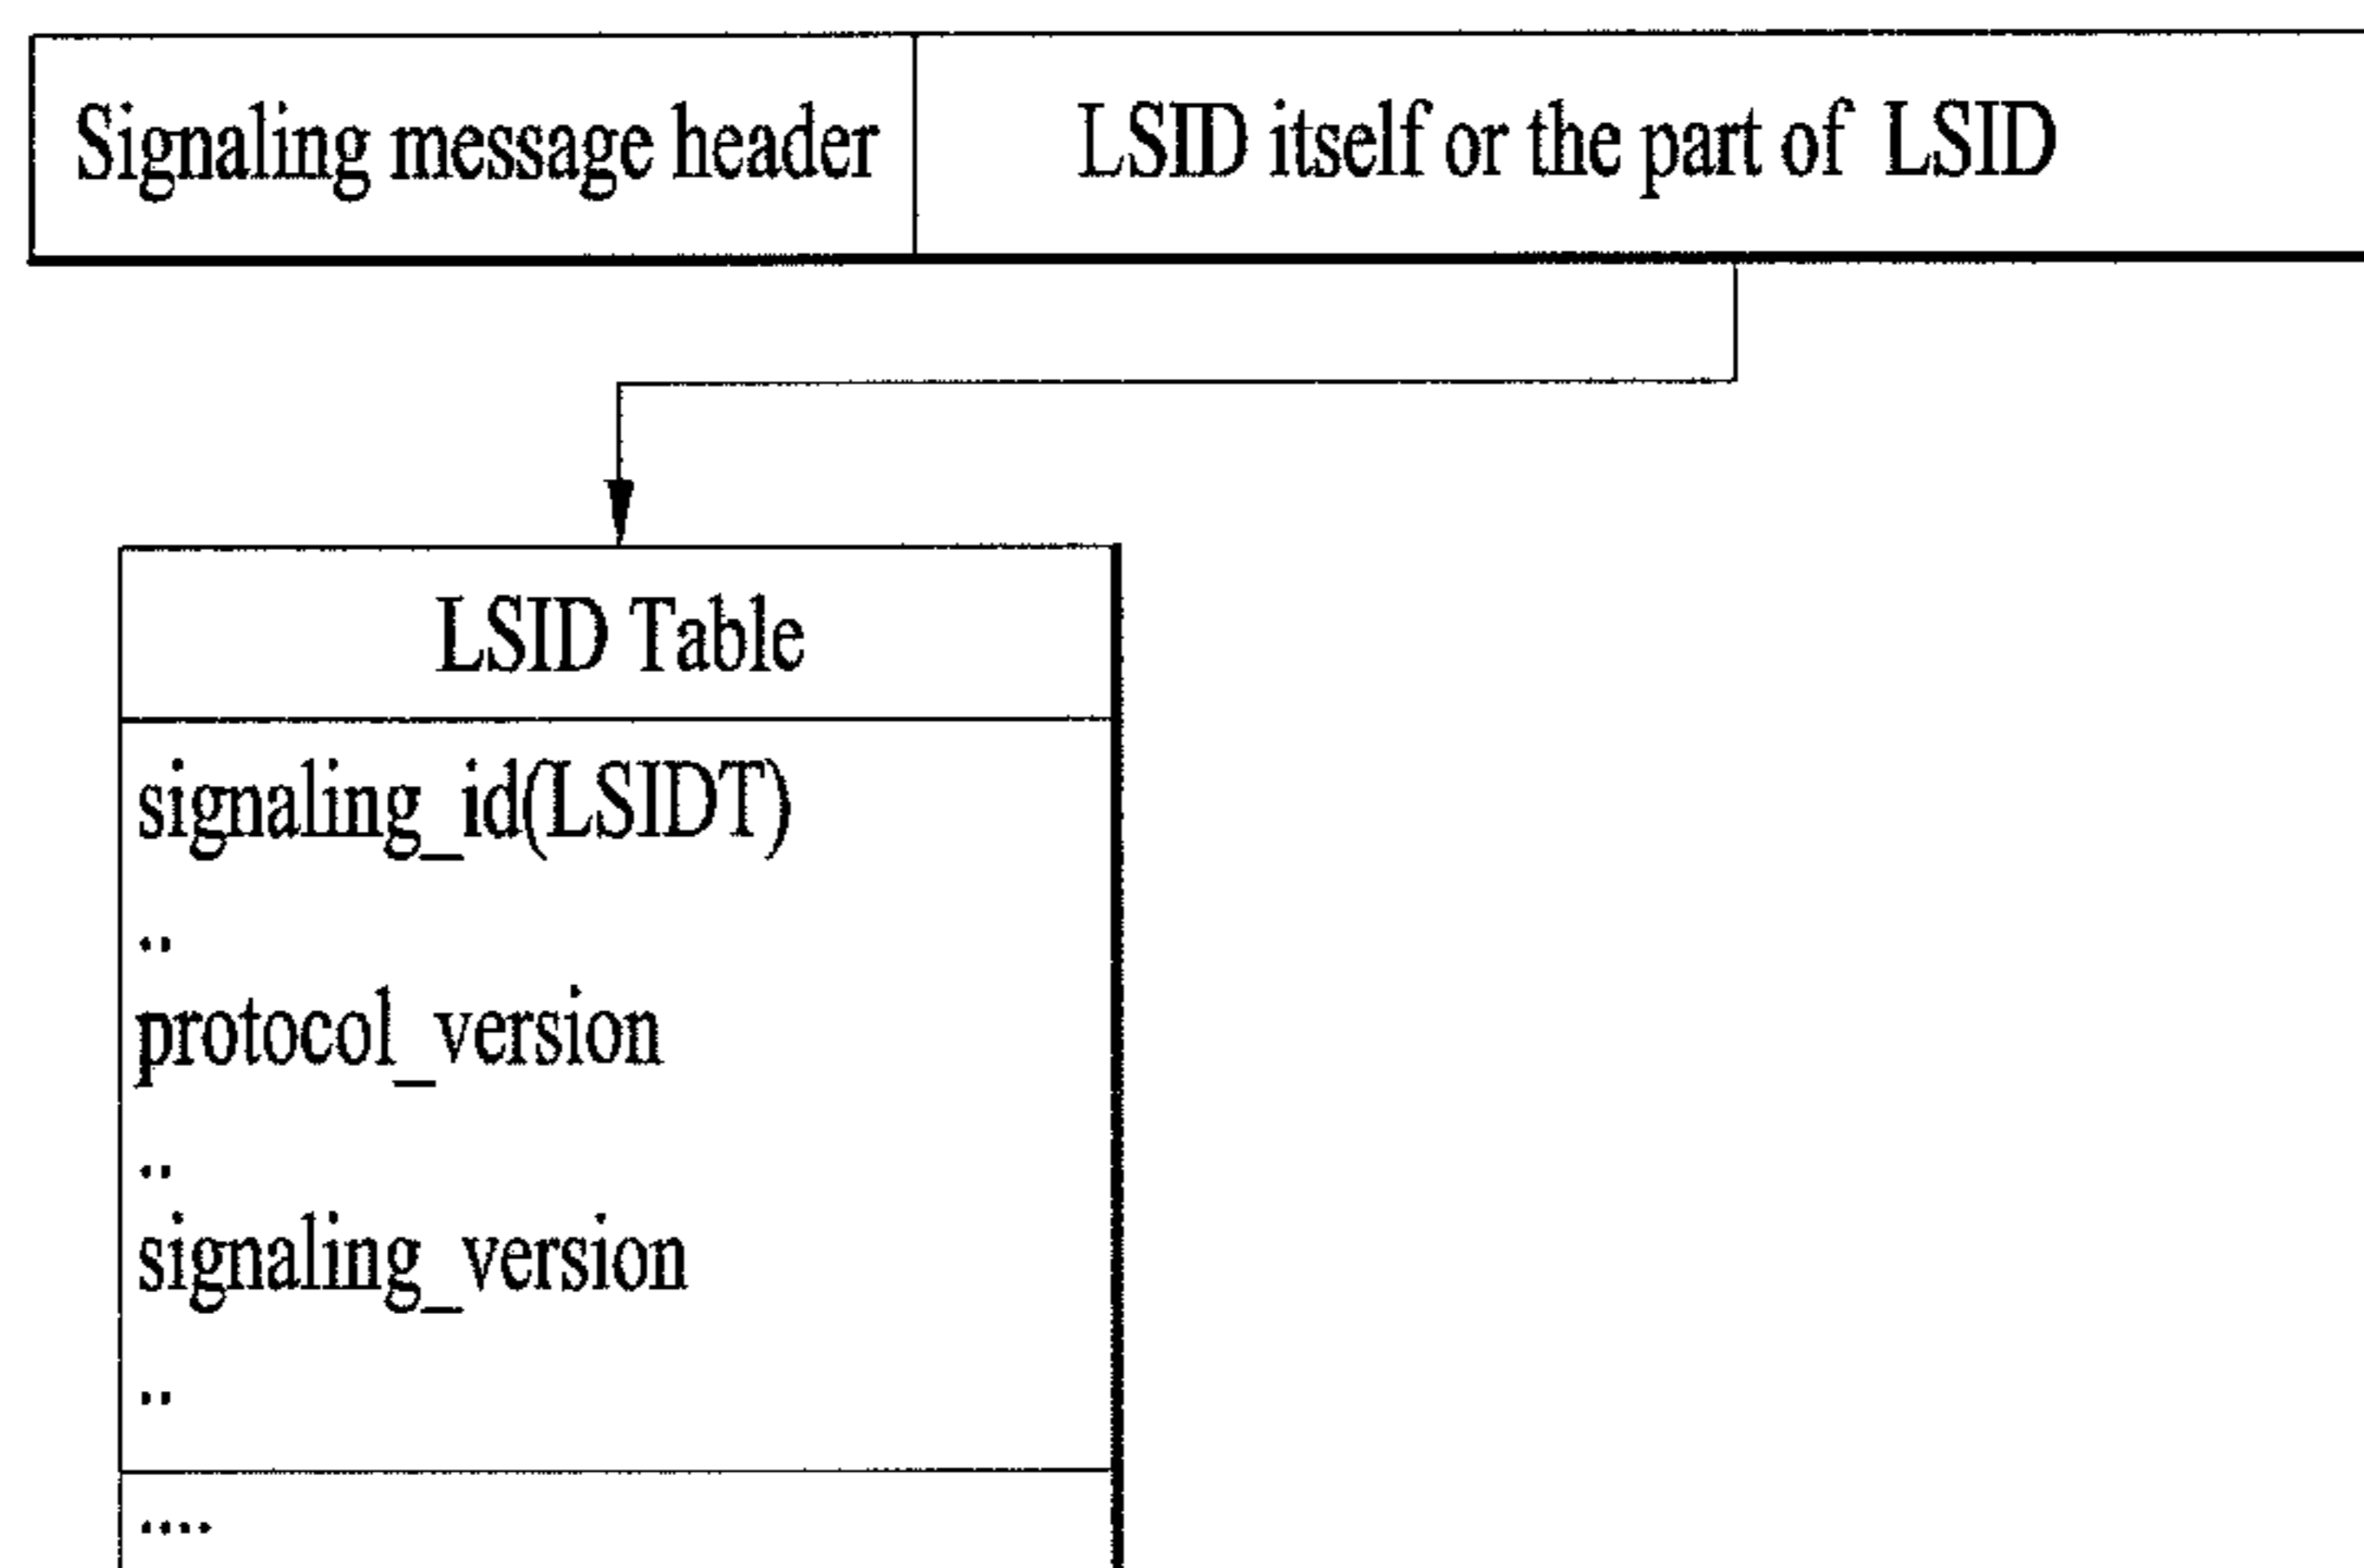 Signaling message header
LSID itself or the part of LSID
LSID Table
signaling_id(LSIDT)
..
protocol_version
..
signaling_version
..
....